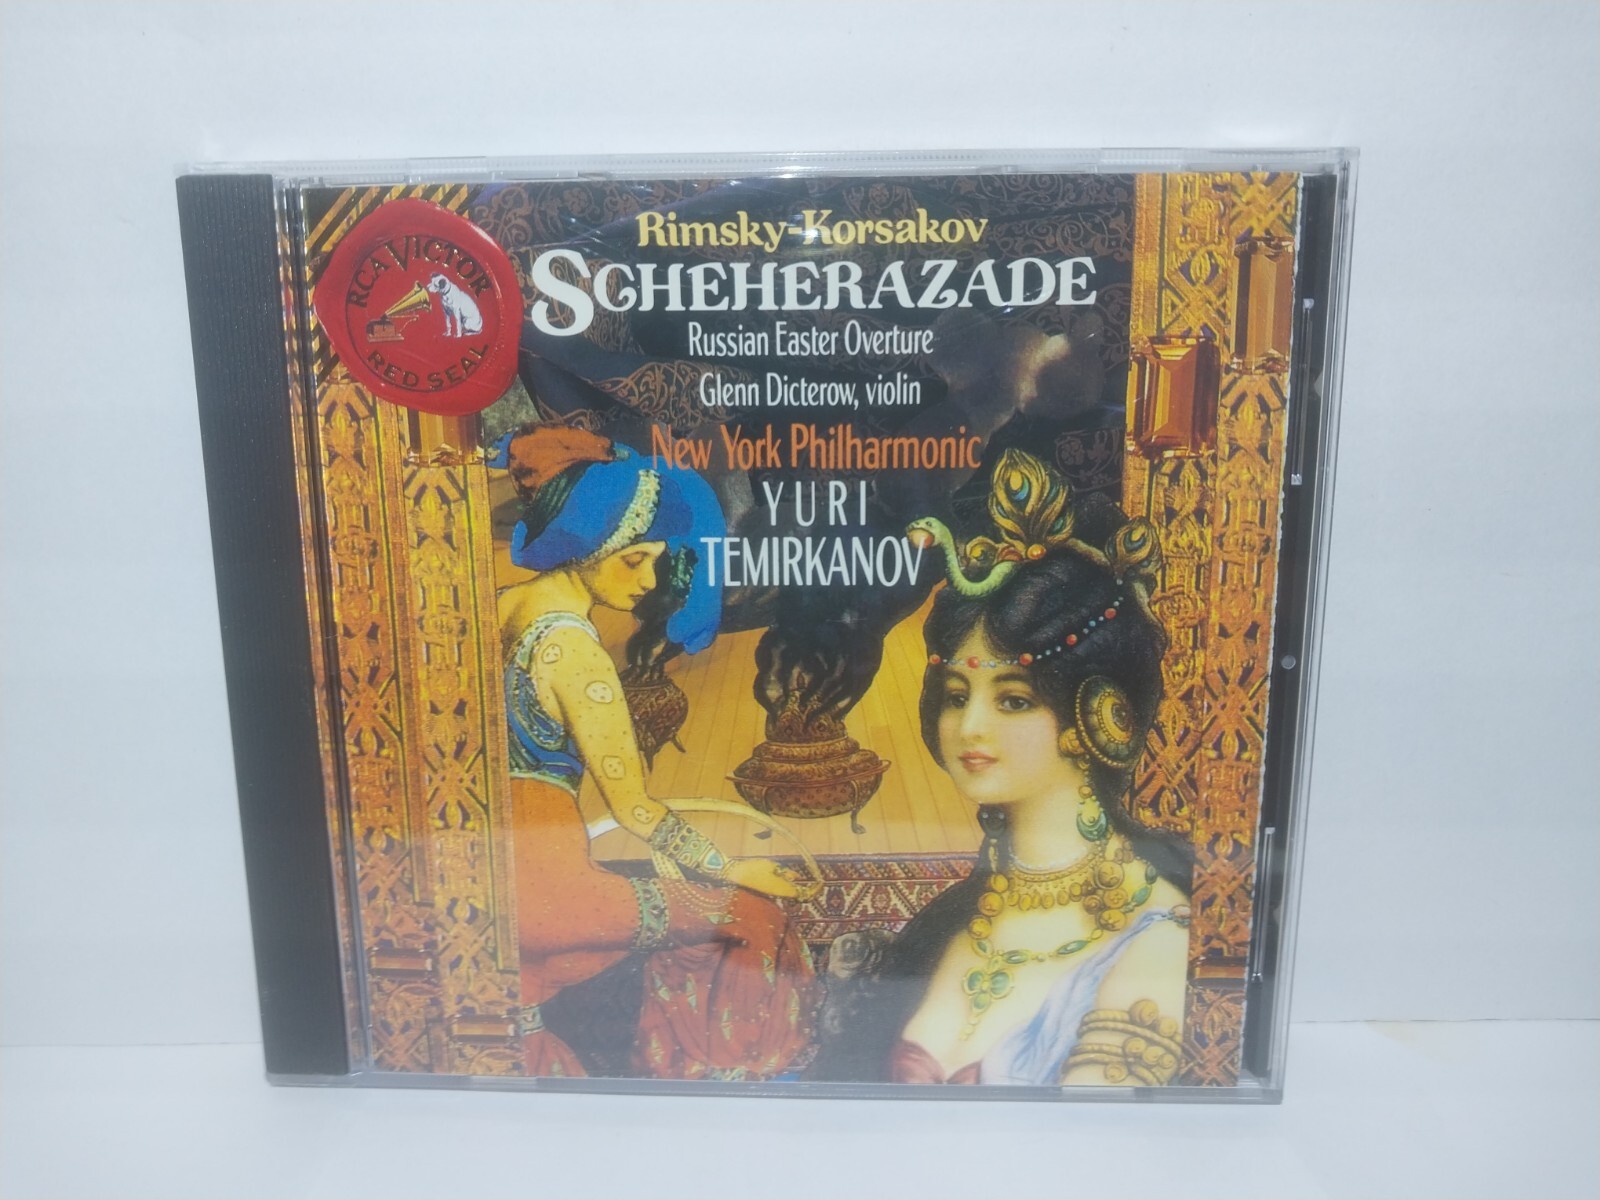 RCA VICTOR
RED SEAL
Rimsky-Korsakov
SCHEHERAZADE
Russian Easter Overture
Glenn Dicterow, violin
New York Philharmonic
YURI
TEMIRKANOV